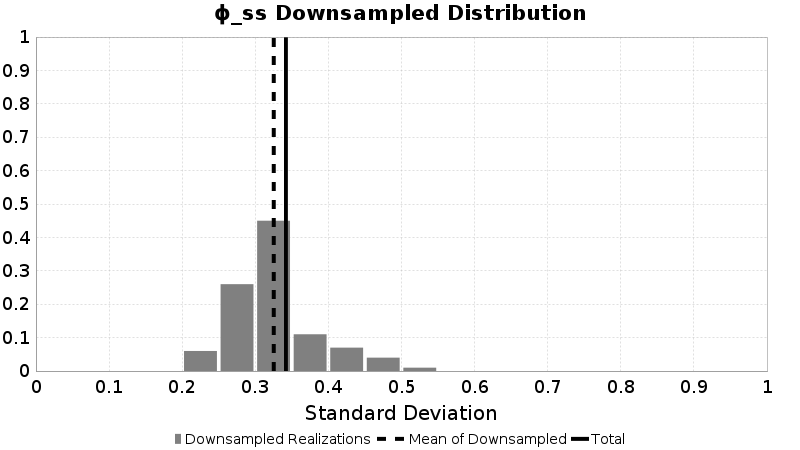 ϕ_ss Downsampled Distribution
1
0.9
0.8
0.7
0.6
0.5
0.4
0.3
0.2
0.1
0
0 0.1 0.2 0.3 0.4 0.5 0.6 0.7 0.8 0.9 1
Standard Deviation
Downsampled Realizations Mean of Downsampled Total